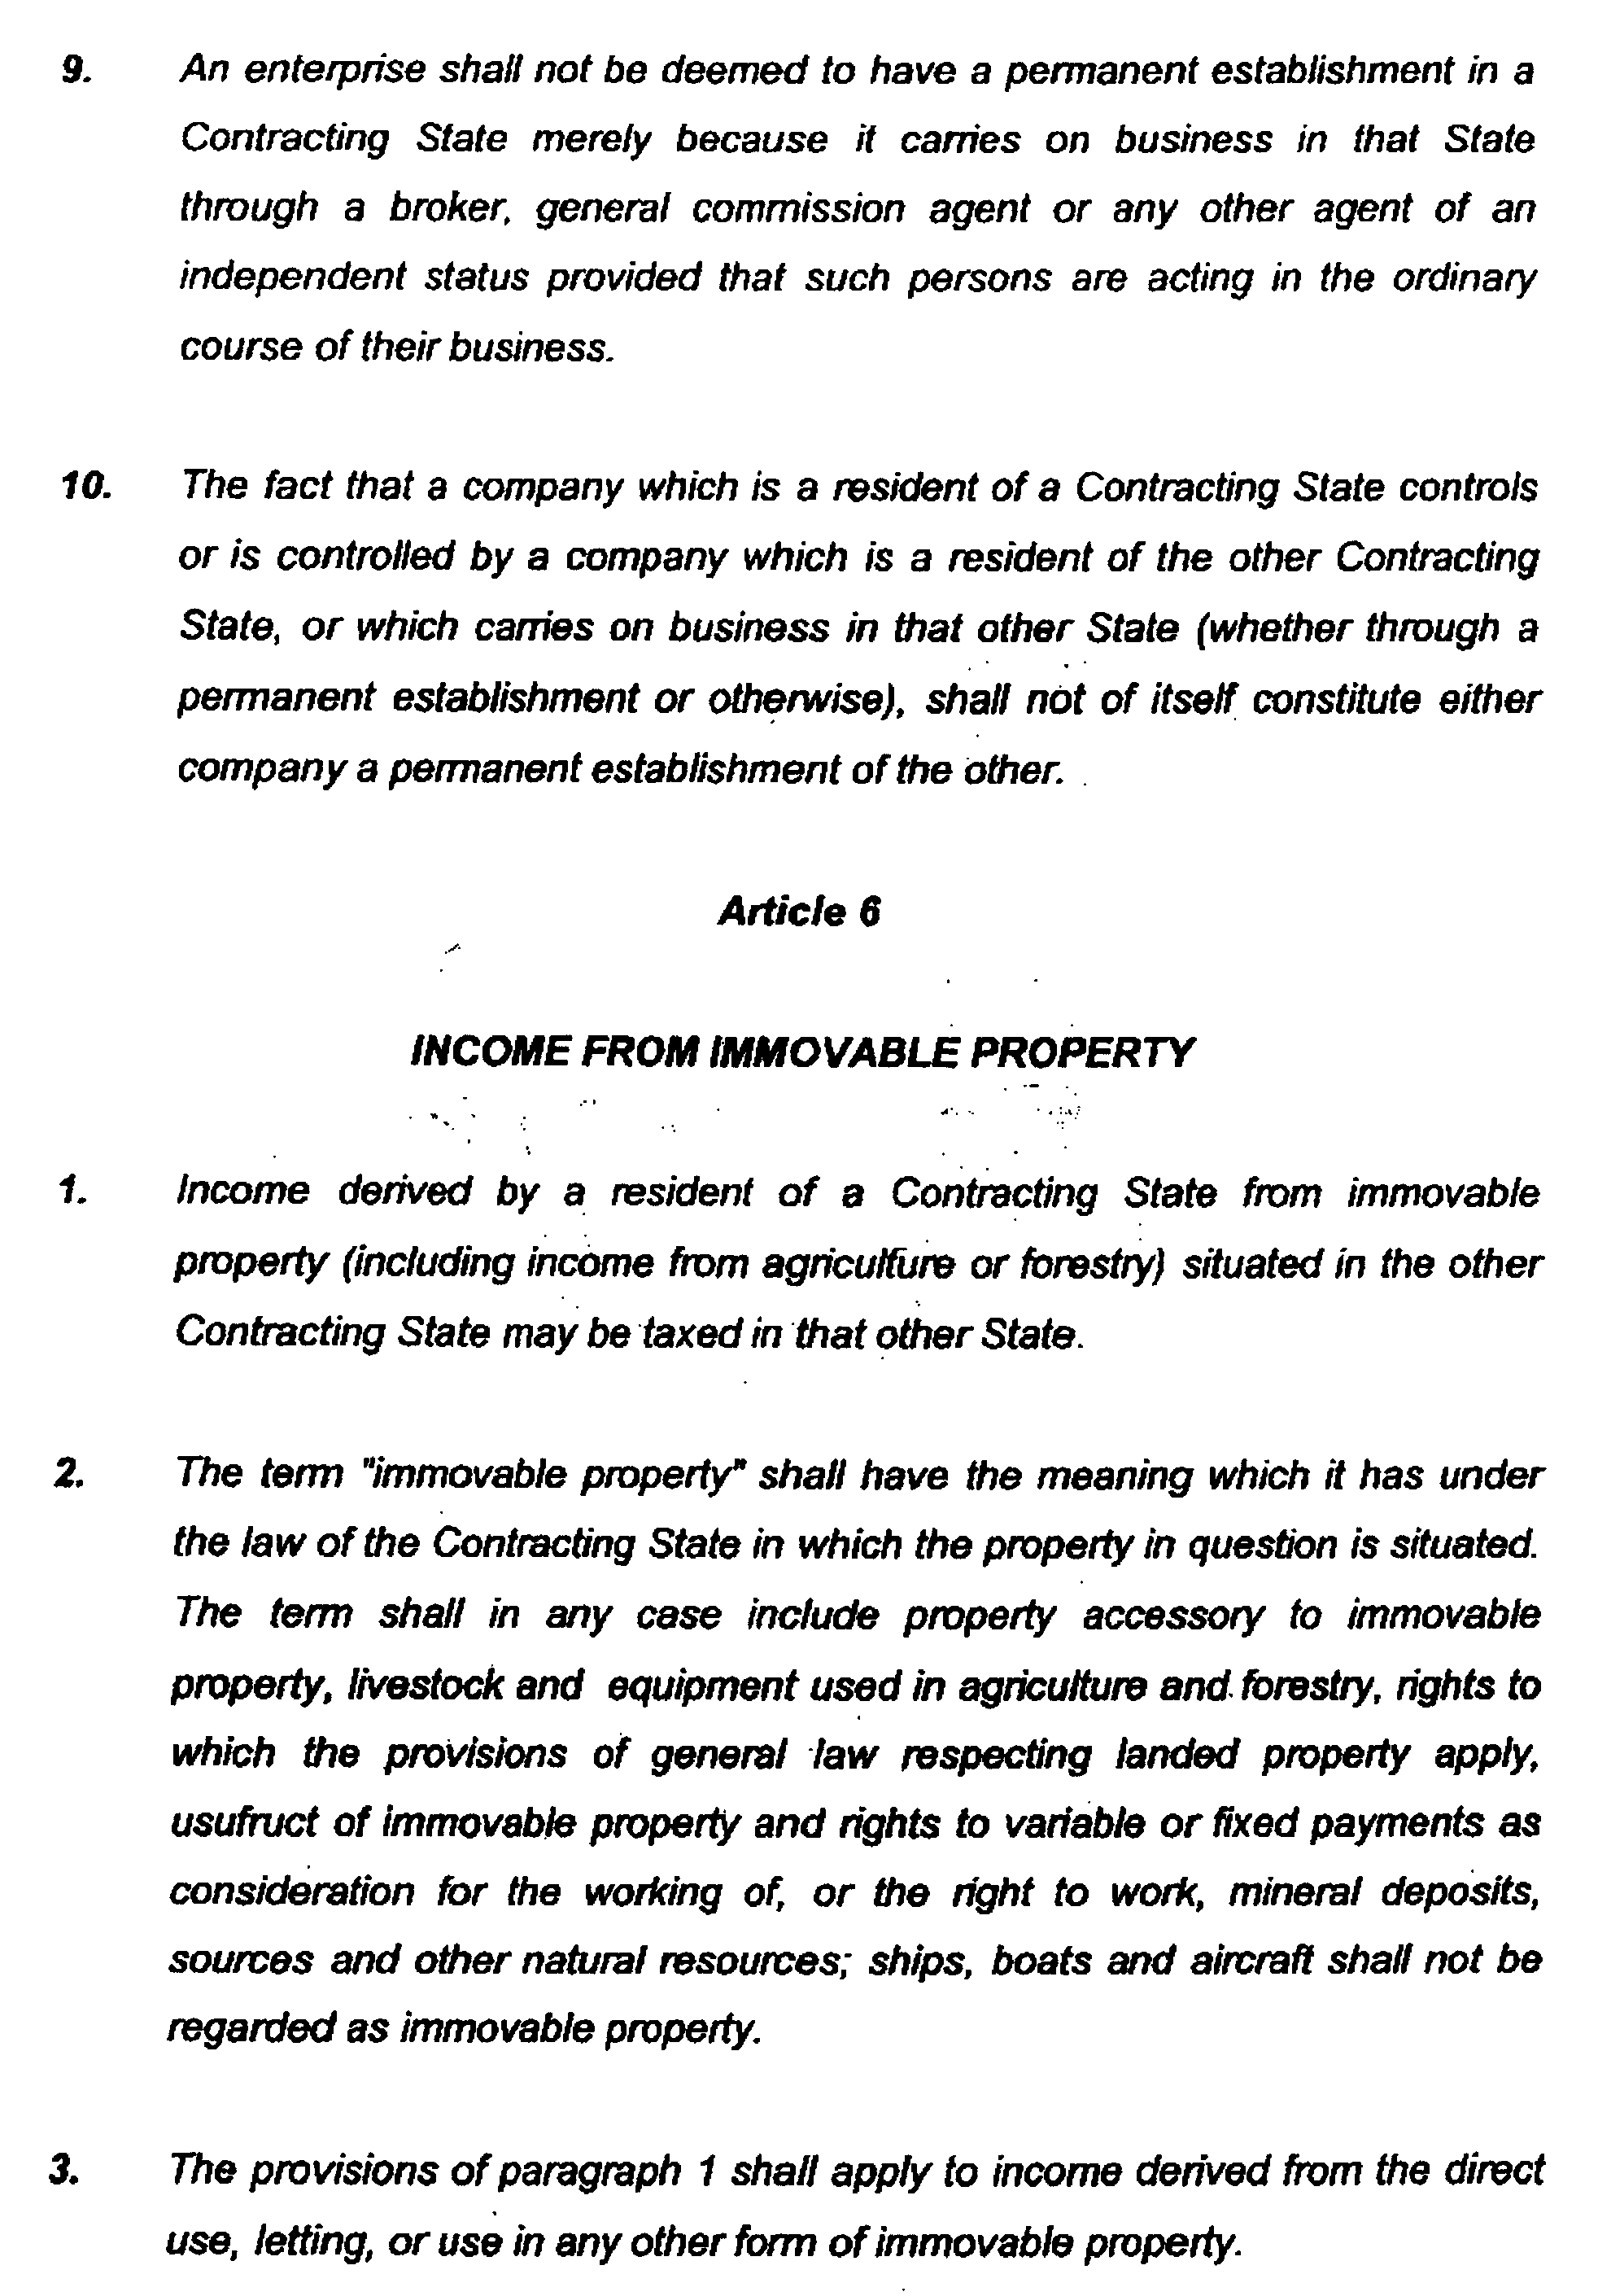 9. An enterprise shall not be deemed to have a permanent establishment in a
Contracting State merely because it carries on business in that State
through a broker, general commission agent or any other agent of an
independent status provided that such persons are acting in the ordinary
course of their business.
10. The fact that a company which is a resident of a Contracting State controls
or is controlled by a company which is a resident of the other Contracting
State, or which carries on business in that other State (whether through a
permanent establishment or otherwise), shall not of itself constitute either
company a permanent establishment of the other.
Article 6
INCOME FROM IMMOVABLE PROPERTY
1. Income derived by a resident of a Contracting State from immovable
property (including income from agriculture or forestry) situated in the other
Contracting State may be taxed in that other State.
2. The term "immovable property" shall have the meaning which it has under
the law of the Contracting State in which the property in question is situated.
The term shall in any case include property accessory to immovable
property, livestock and equipment used in agriculture and forestry, rights to
which the provisions of general law respecting landed property apply,
usufruct of immovable property and rights to variable or fixed payments as
consideration for the working of, or the right to work, mineral deposits,
sources and other natural resources; ships, boats and aircraft shall not be
regarded as immovable property.
3. The provisions of paragraph 1 shall apply to income derived from the direct
use, letting, or use in any other form of immovable property.